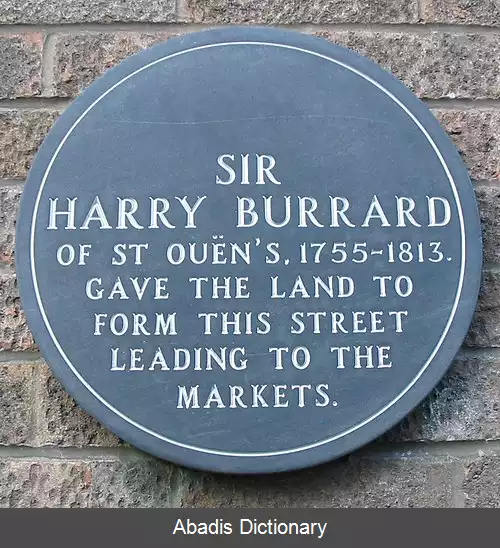 SIR
HARRY BURRARD
OF ST OUËN'S, 1755-1813.
GAVE THE LAND TO
FORM THIS STREET
LEADING TO THE
MARKETS.
Abadis Dictionary